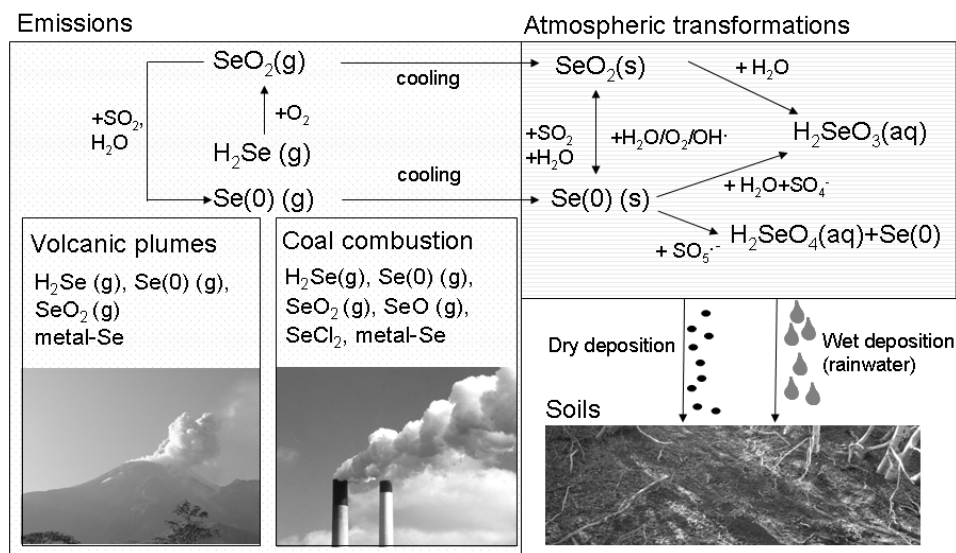 Emissions
SeO₂(g)
cooling
+SO₂,
H₂O
+O₂
H₂Se (g)
cooling
Se(0) (g)
Volcanic plumes
H₂Se (g), Se(0) (g),
SeO₂ (g)
metal-Se
Coal combustion
H₂Se(g), Se(0) (g),
SeO₂ (g), SeO (g),
SeCl₂, metal-Se
Atmospheric transformations
SeO₂(s)
+ H₂O
+SO₂
+H₂O
+H₂O/O₂/OH·
H₂SeO₃(aq)
Se(0) (s)
+ H₂O+SO₄⁻
+ SO₅·⁻
H₂SeO₄(aq)+Se(0)
Dry deposition
Wet deposition
(rainwater)
Soils